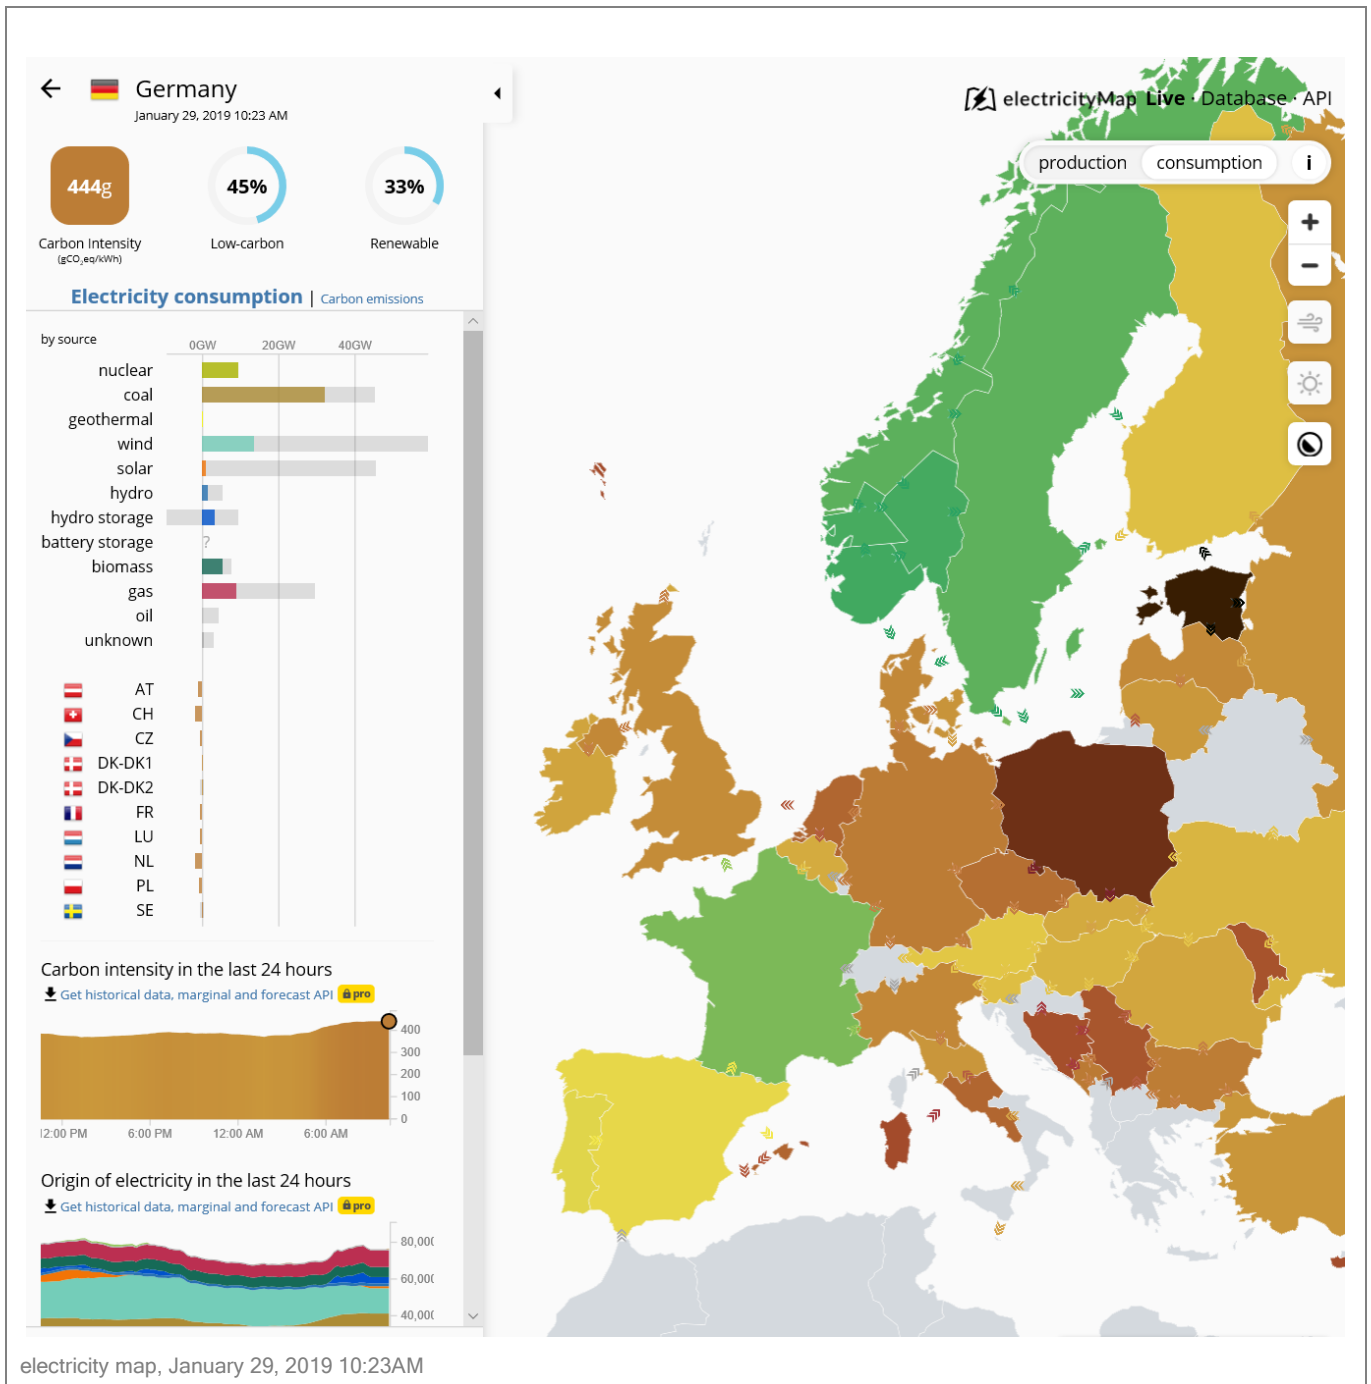 Germany
January 29, 2019 10:23 AM
444g
45%
33%
Carbon Intensity
(gCO₂eq/kWh)
Low-carbon
Renewable
Electricity consumption | Carbon emissions
by source
0GW 20GW 40GW
nuclear
coal
geothermal
wind
solar
hydro
hydro storage
battery storage ?
biomass
gas
oil
unknown
AT
CH
CZ
DK-DK1
DK-DK2
FR
LU
NL
PL
SE
Carbon intensity in the last 24 hours
Get historical data, marginal and forecast API pro
400
300
200
100
0
12:00 PM 6:00 PM 12:00 AM 6:00 AM
Origin of electricity in the last 24 hours
Get historical data, marginal and forecast API pro
80,000
60,000
40,000
electricityMap Live · Database · API
production consumption i
+
−
electricity map, January 29, 2019 10:23AM